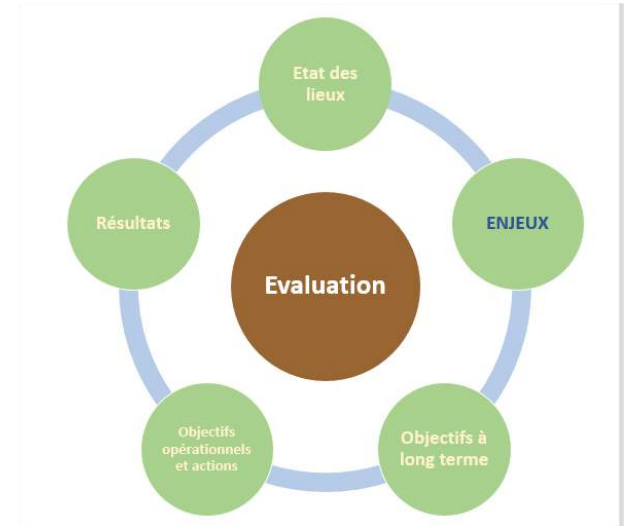 Etat des
lieux
ENJEUX
Résultats
Evaluation
Objectifs à
long terme
Objectifs
opérationnels
et actions